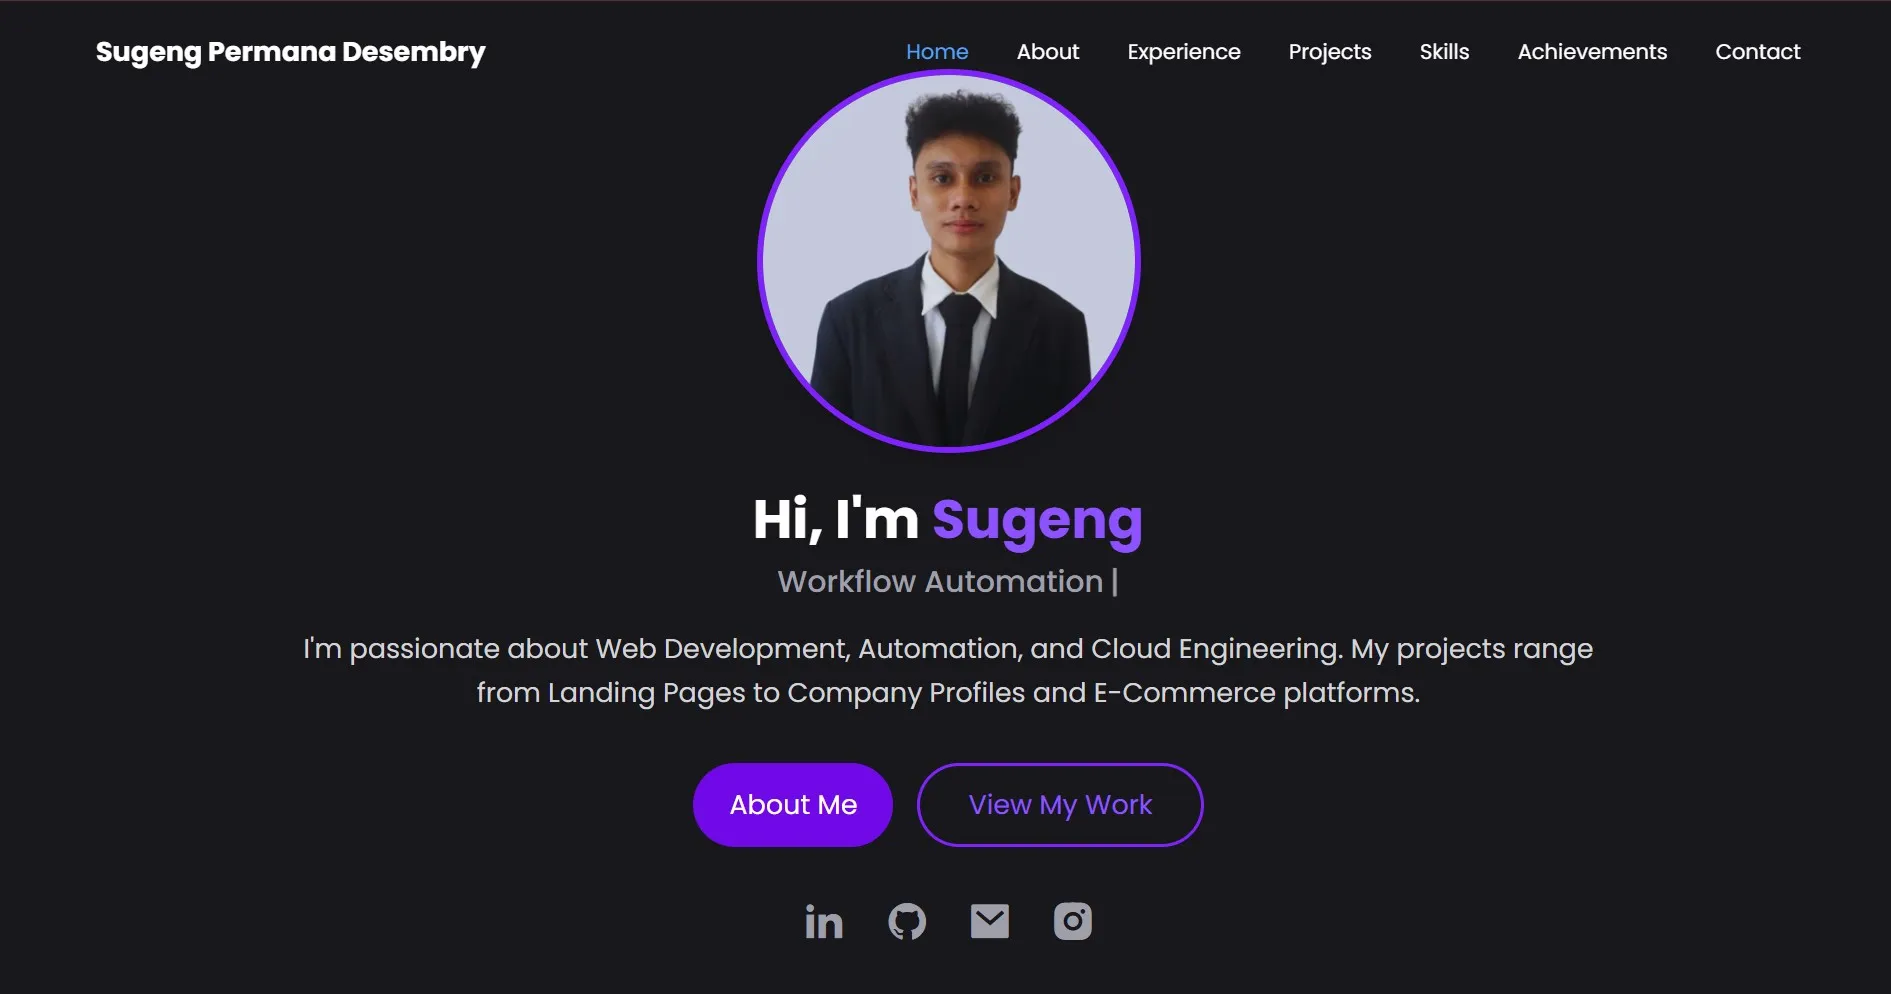 Sugeng Permana Desembry
Home About Experience Projects Skills Achievements Contact
Hi, I'm Sugeng
Workflow Automation |
I'm passionate about Web Development, Automation, and Cloud Engineering. My projects range
from Landing Pages to Company Profiles and E-Commerce platforms.
About Me
View My Work
in